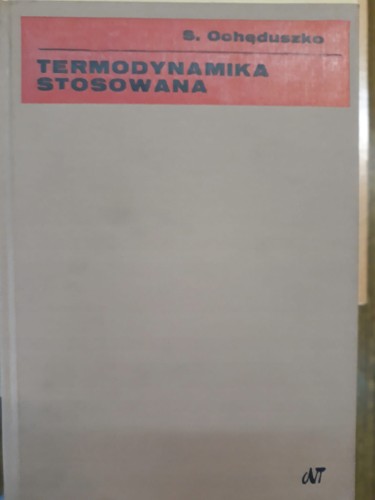 S. Ochęduszko
TERMODYNAMIKA
STOSOWANA
WNT